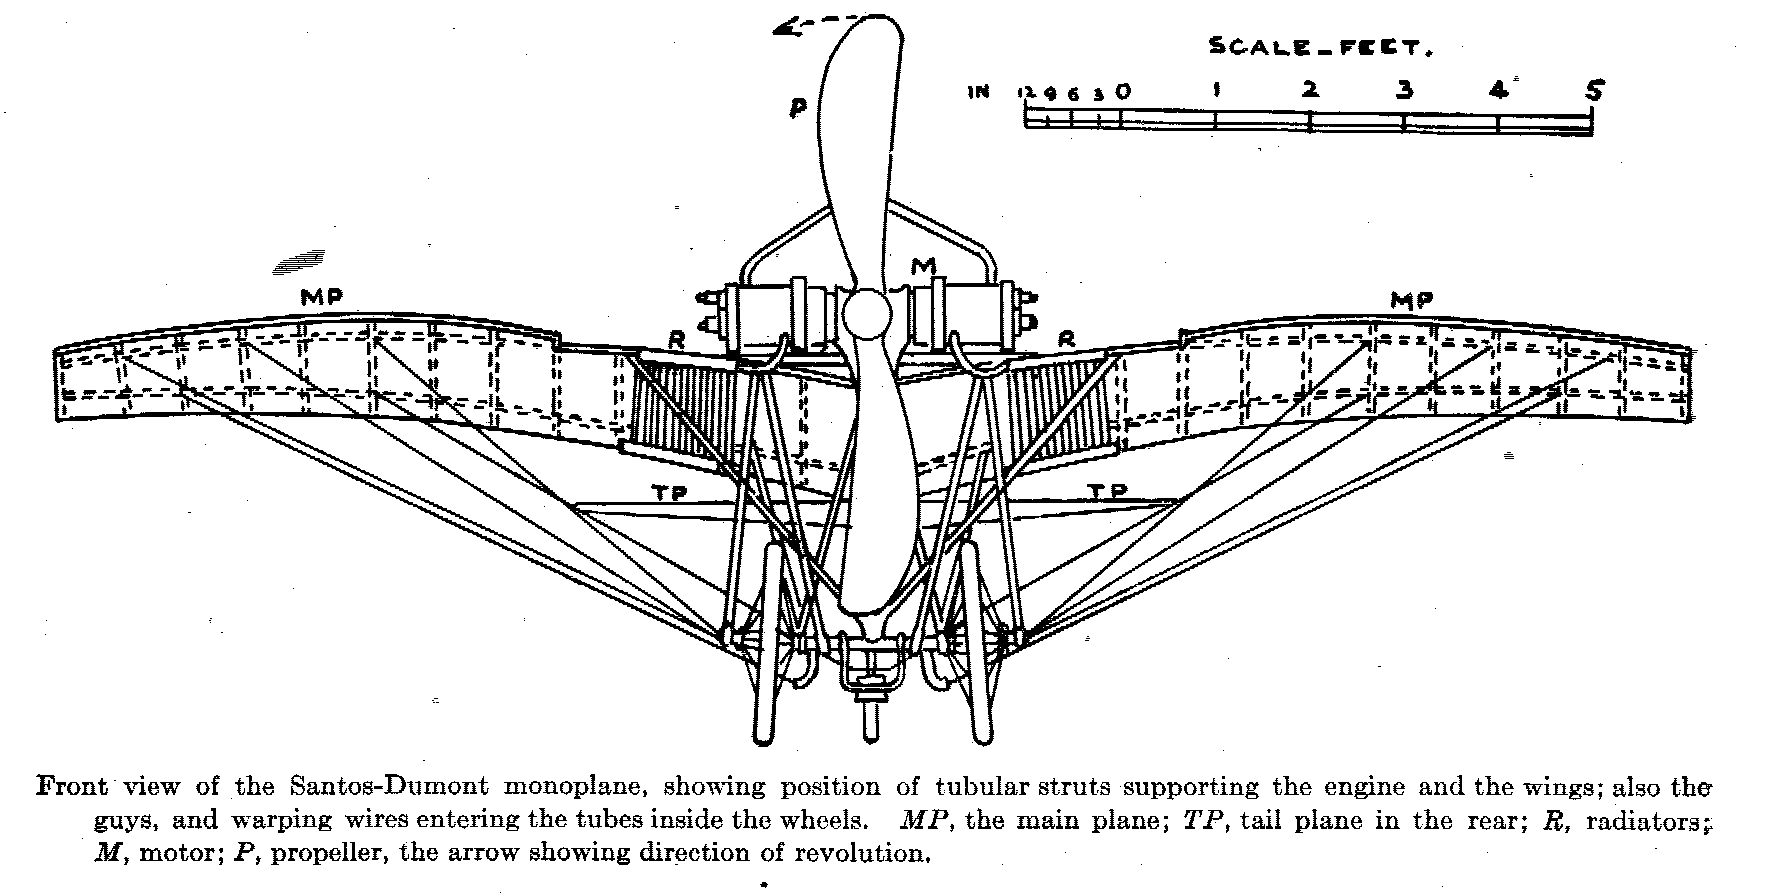 SCALE-FEET.
IN 12 9 6 3 0 1 2 3 4 5
P
M
MP
MP
R
R
TP
TP
Front view of the Santos-Dumont monoplane, showing position of tubular struts supporting the engine and the wings; also the
guys, and warping wires entering the tubes inside the wheels. MP, the main plane; TP, tail plane in the rear; R, radiators;
M, motor; P, propeller, the arrow showing direction of revolution.